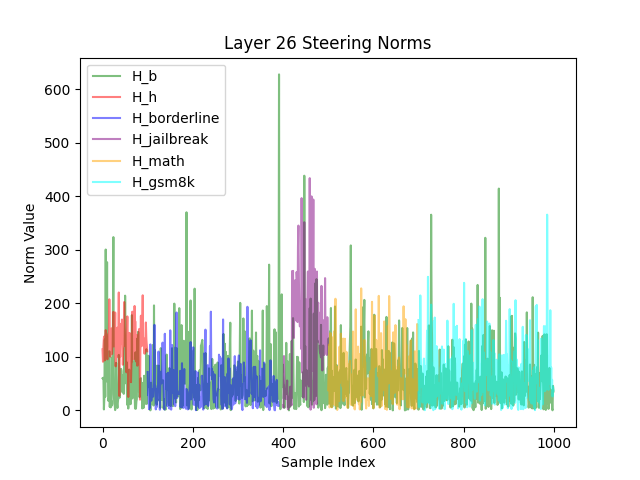 Layer 26 Steering Norms
H_b
H_h
H_borderline
H_jailbreak
H_math
H_gsm8k
Norm Value
600
500
400
300
200
100
0
0 200 400 600 800 1000
Sample Index